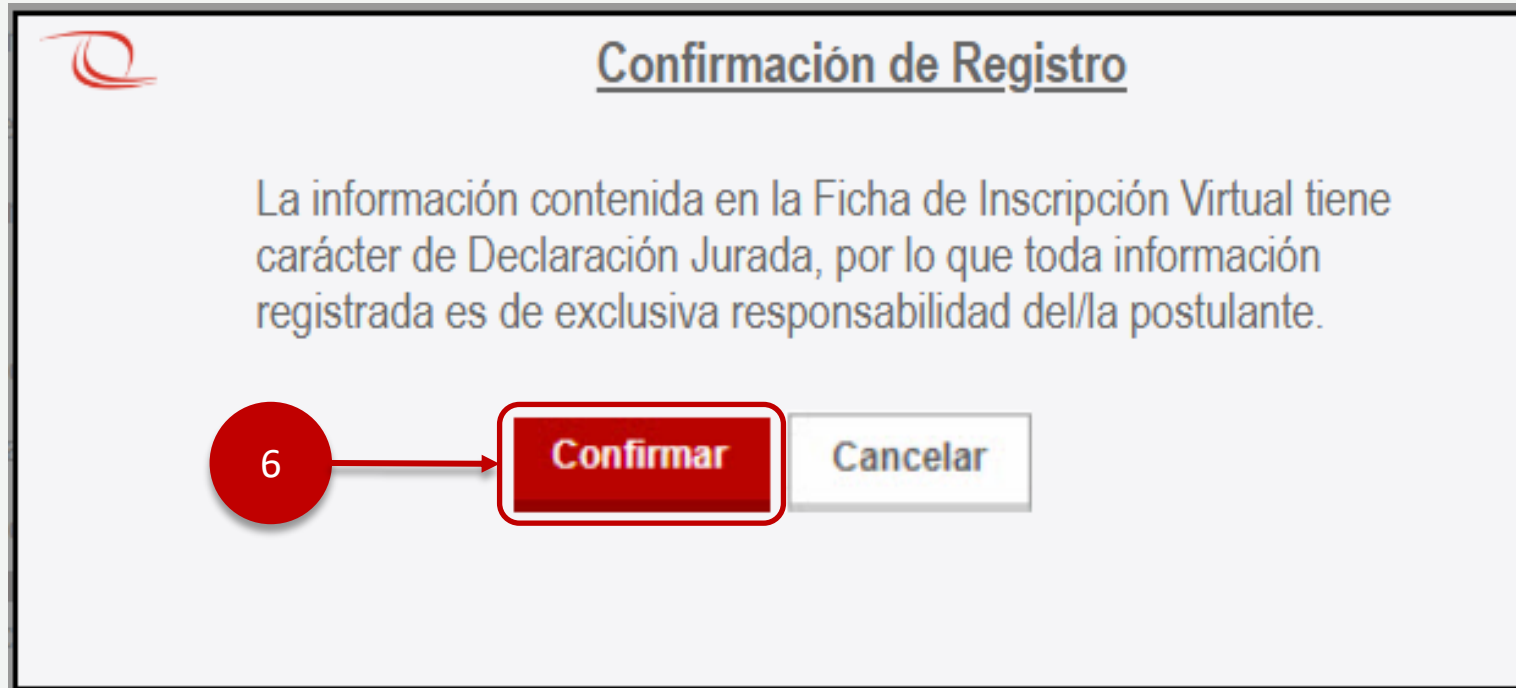 Confirmación de Registro
La información contenida en la Ficha de Inscripción Virtual tiene
carácter de Declaración Jurada, por lo que toda información
registrada es de exclusiva responsabilidad del/la postulante.
6 Confirmar Cancelar